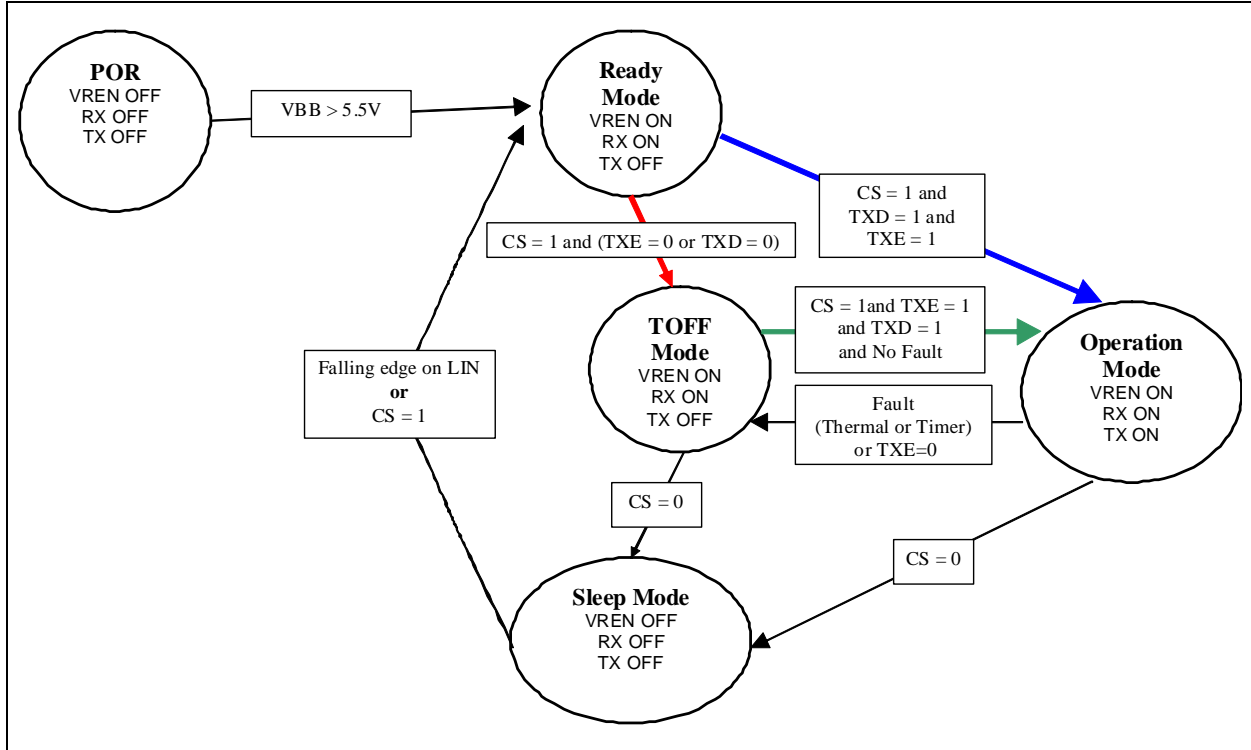 POR
VREN OFF
RX OFF
TX OFF
VBB > 5.5V
Ready
Mode
VREN ON
RX ON
TX OFF
CS = 1 and
TXD = 1 and
TXE = 1
CS = 1 and (TXE = 0 or TXD = 0)
TOFF
Mode
VREN ON
RX ON
TX OFF
CS = 1and TXE = 1
and TXD = 1
and No Fault
Operation
Mode
VREN ON
RX ON
TX ON
Falling edge on LIN
or
CS = 1
Fault
(Thermal or Timer)
or TXE=0
CS = 0
CS = 0
Sleep Mode
VREN OFF
RX OFF
TX OFF